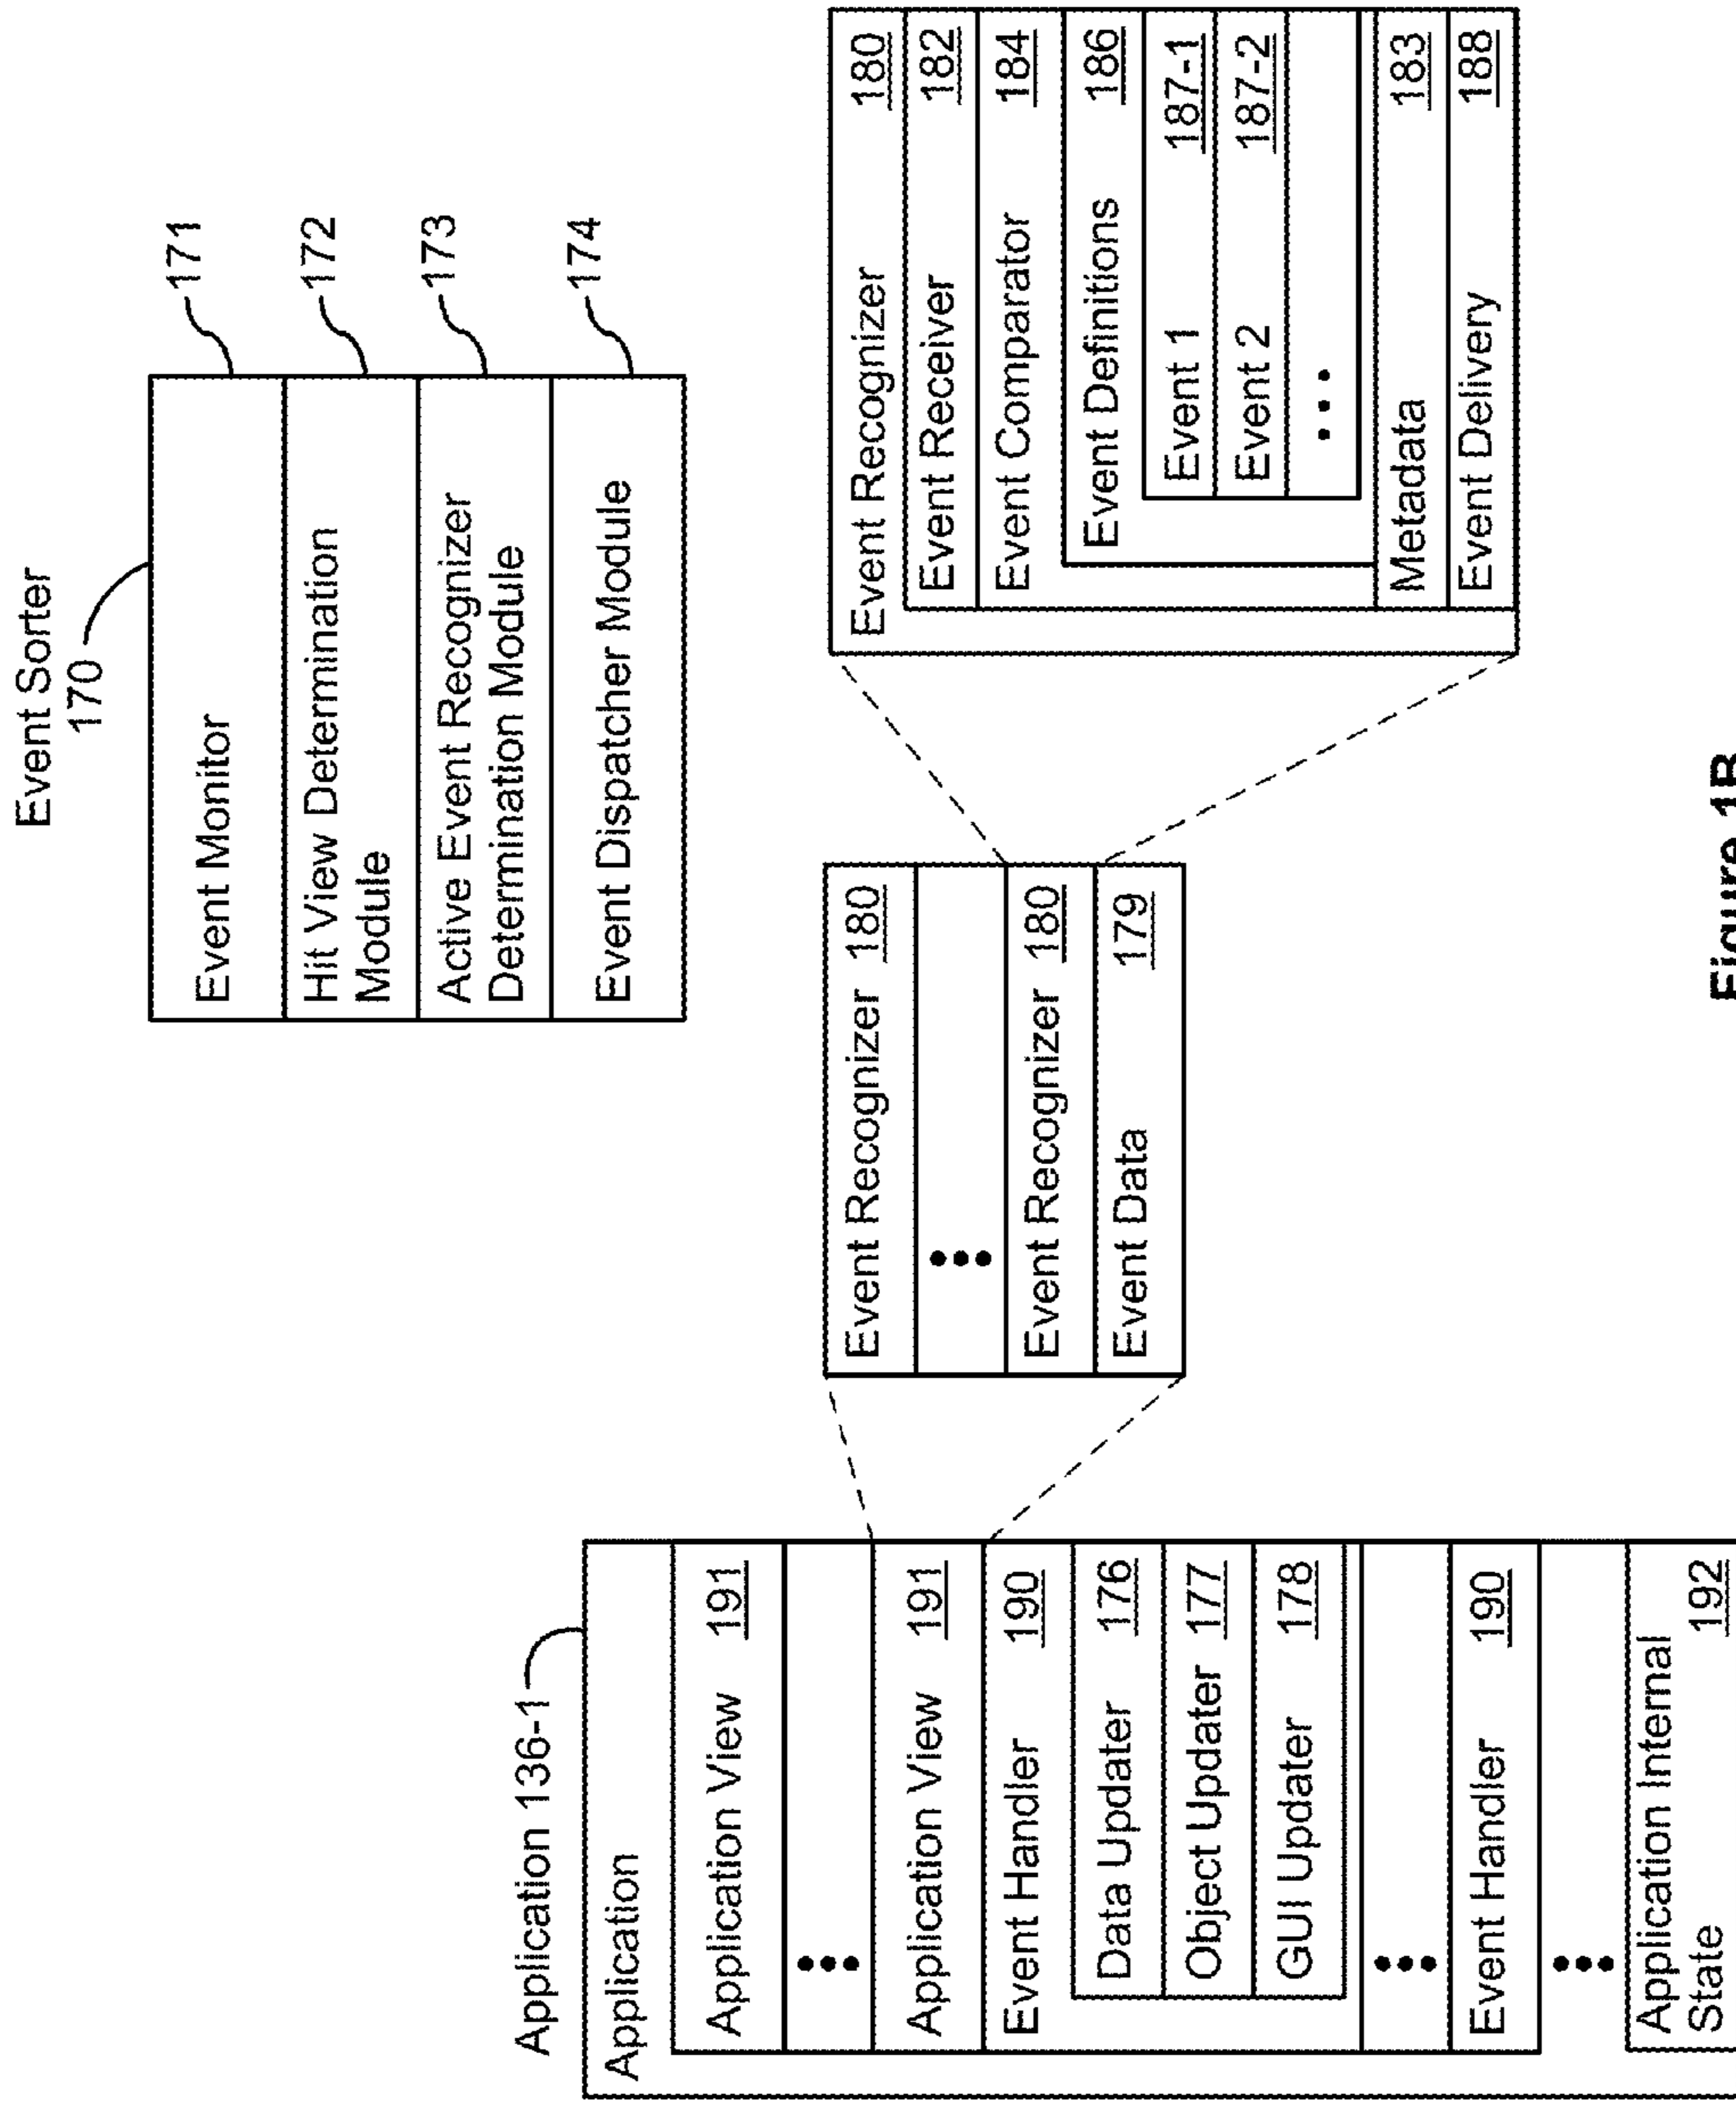 Event Sorter
170
Event Monitor
171
Hit View Determination
Module
172
Active Event Recognizer
Determination Module
173
Event Dispatcher Module
174
Application 136-1
Application
Application View 191
Application View 191
Event Handler 190
Data Updater 176
Object Updater 177
GUI Updater 178
Event Handler 190
Application Internal
State 192
Event Recognizer 180
Event Recognizer 180
Event Data 179
Event Recognizer 180
Event Receiver 182
Event Comparator 184
Event Definitions 186
Event 1 187-1
Event 2 187-2
Metadata 183
Event Delivery 188
Figure 1B